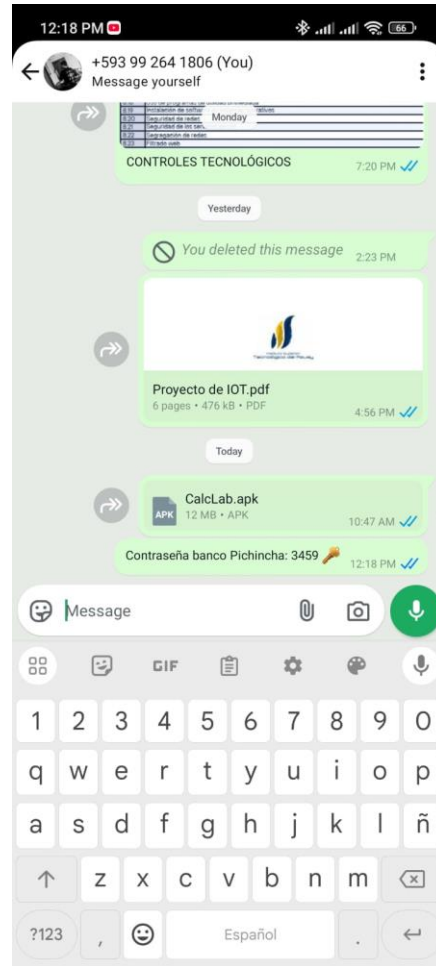 12:18 PM
66
+593 99 264 1806 (You)
Message yourself
Monday
CONTROLES TECNOLÓGICOS
7:20 PM
Yesterday
You deleted this message
2:23 PM
Proyecto de IOT.pdf
6 pages • 476 kB • PDF
4:56 PM
Today
APK
CalcLab.apk
12 MB • APK
10:47 AM
Contraseña banco Pichincha: 3459
12:18 PM
Message
GIF
1 2 3 4 5 6 7 8 9 0
q w e r t y u i o p
a s d f g h j k l ñ
z x c v b n m
?123 , Español .